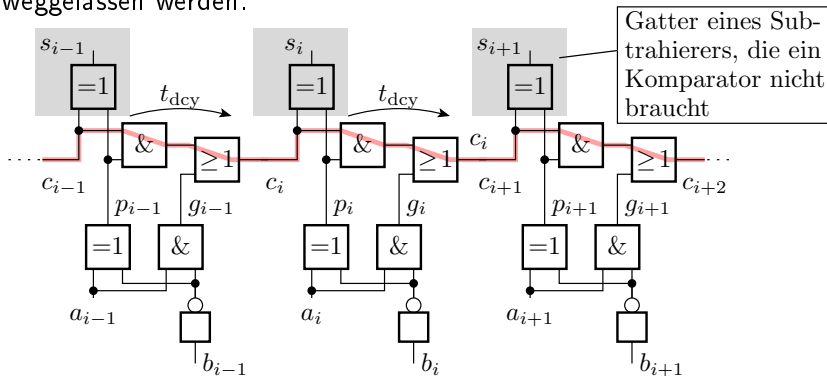 weggelassen werden.
Gatter eines Sub-
trahierers, die ein
Komparator nicht
braucht
s_{i-1} s_i s_{i+1}
=1 =1 =1
t_dcy t_dcy
& & &
≥1 ≥1 ≥1
c_i
c_{i-1} c_i c_{i+1} c_{i+2}
p_{i-1} g_{i-1} p_i g_i p_{i+1} g_{i+1}
=1 & =1 & =1 &
a_{i-1} a_i a_{i+1}
b_{i-1} b_i b_{i+1}